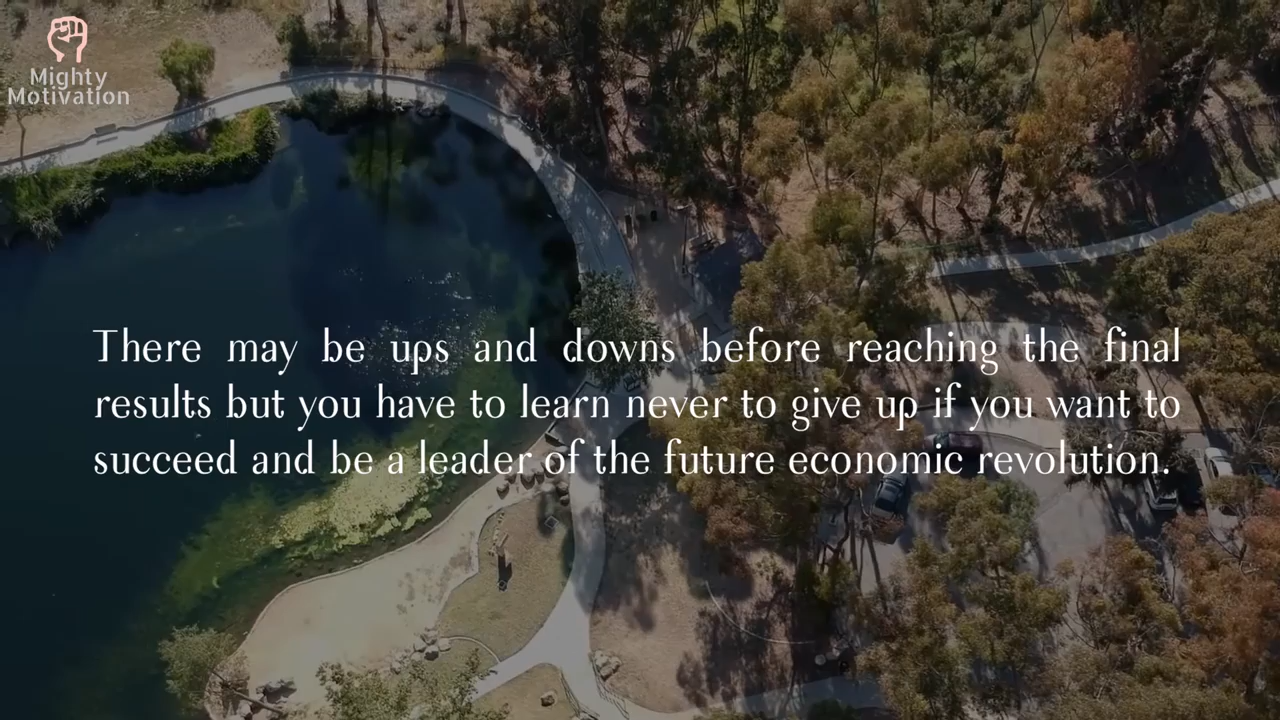 Mighty
Motivation
There may be ups and downs before reaching the final
results but you have to learn never to give up if you want to
succeed and be a leader of the future economic revolution.